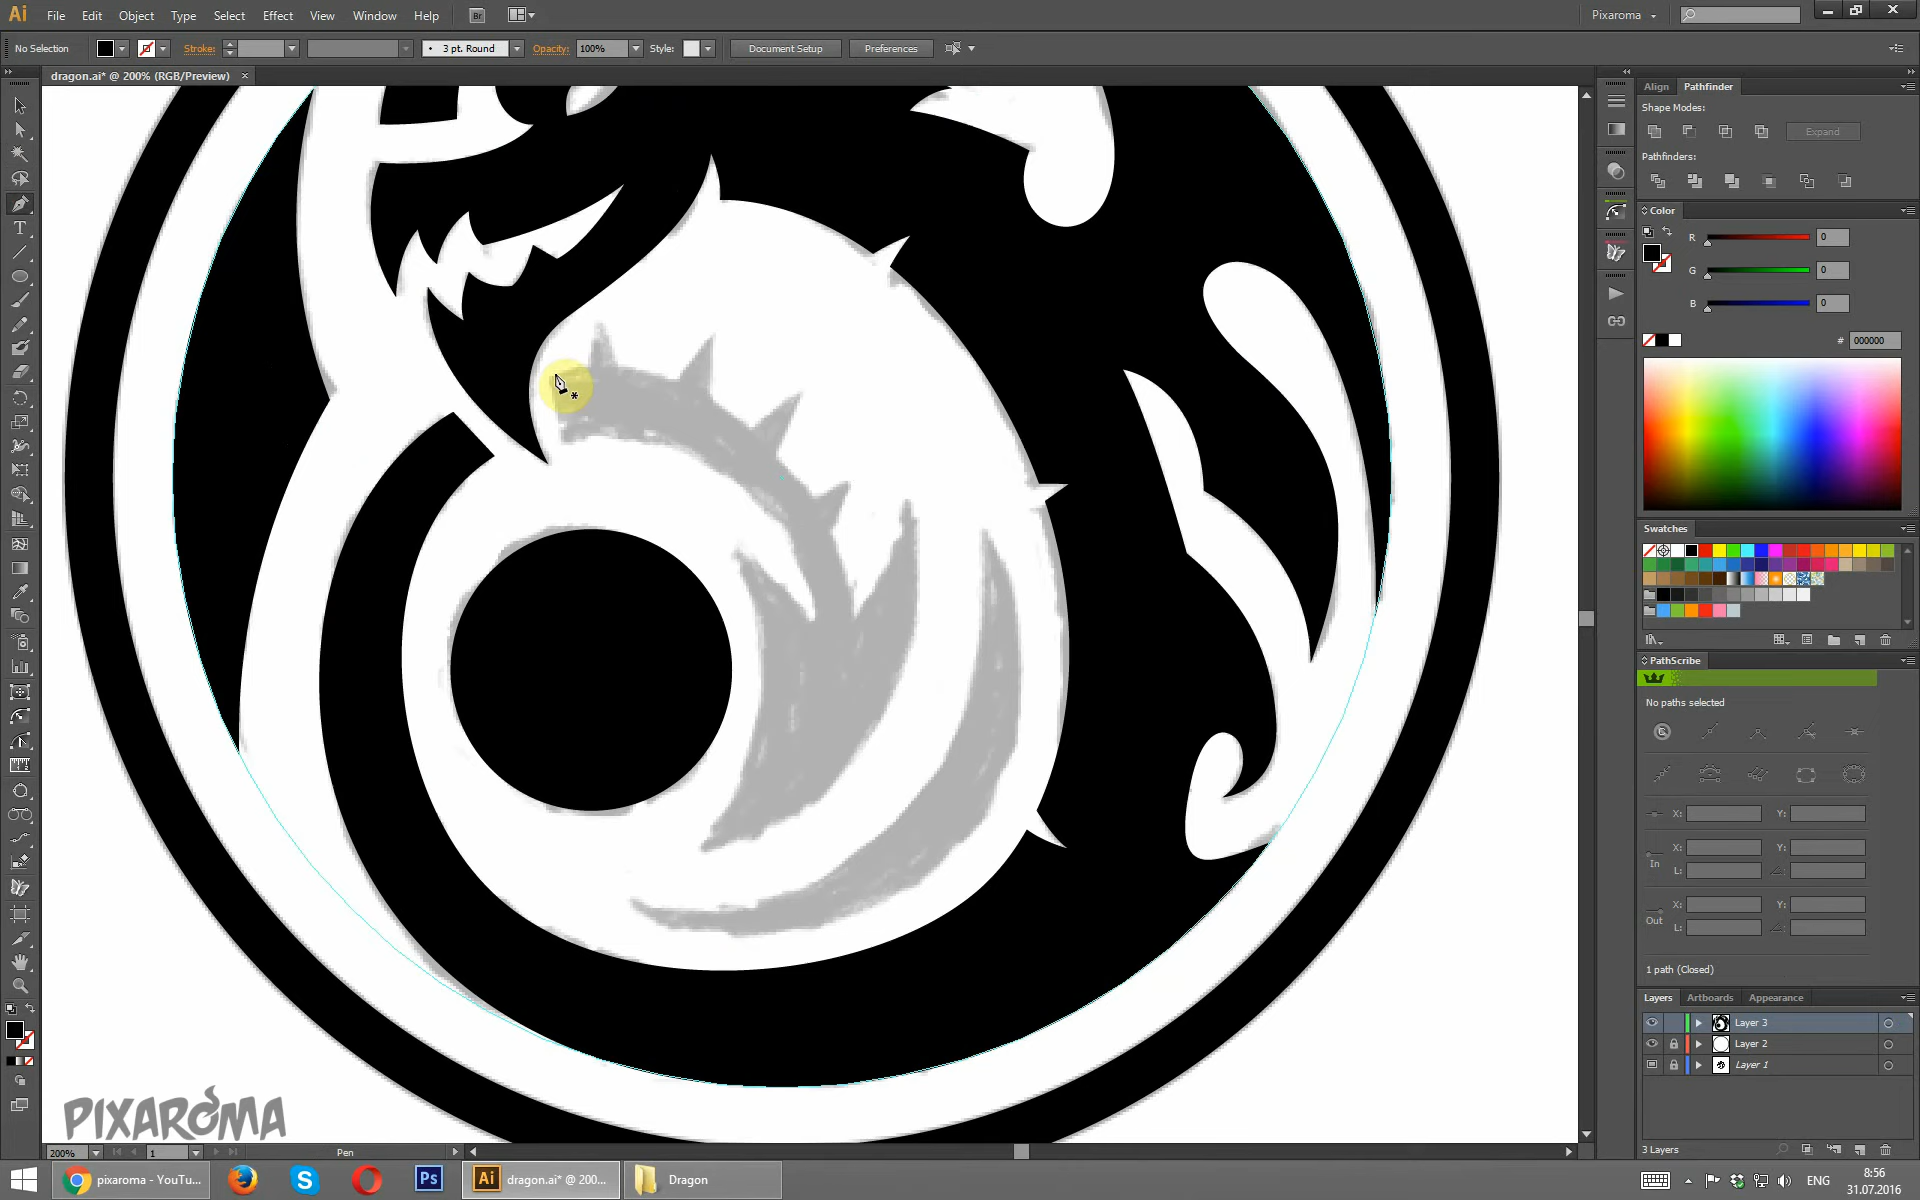 Ai File Edit Object Type Select Effect View Window Help Br Pixaroma
No Selection Stroke: 3 pt. Round Opacity: 100% Style: Document Setup Preferences
dragon.ai* @ 200% (RGB/Preview) ×
Align Pathfinder
Shape Modes:
Expand
Pathfinders:
Color
R 0
G 0
B 0
# 000000
Swatches
PathScribe
No paths selected
X: Y:
X: Y:
In
L:
X: Y:
Out
L:
1 path (Closed)
Layers Artboards Appearance
Layer 3
Layer 2
Layer 1
3 Layers
PIXAROMA
200% 1 Pen
pixaroma - YouTu... Ps Ai dragon.ai* @ 200... Dragon ENG 8:56
31.07.2016